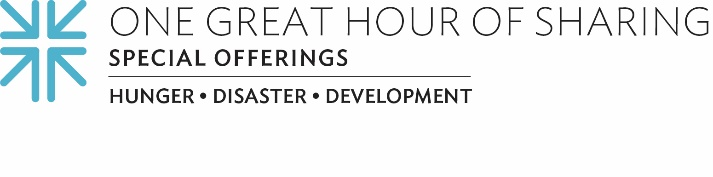 ONE GREAT HOUR OF SHARING
SPECIAL OFFERINGS
HUNGER • DISASTER • DEVELOPMENT